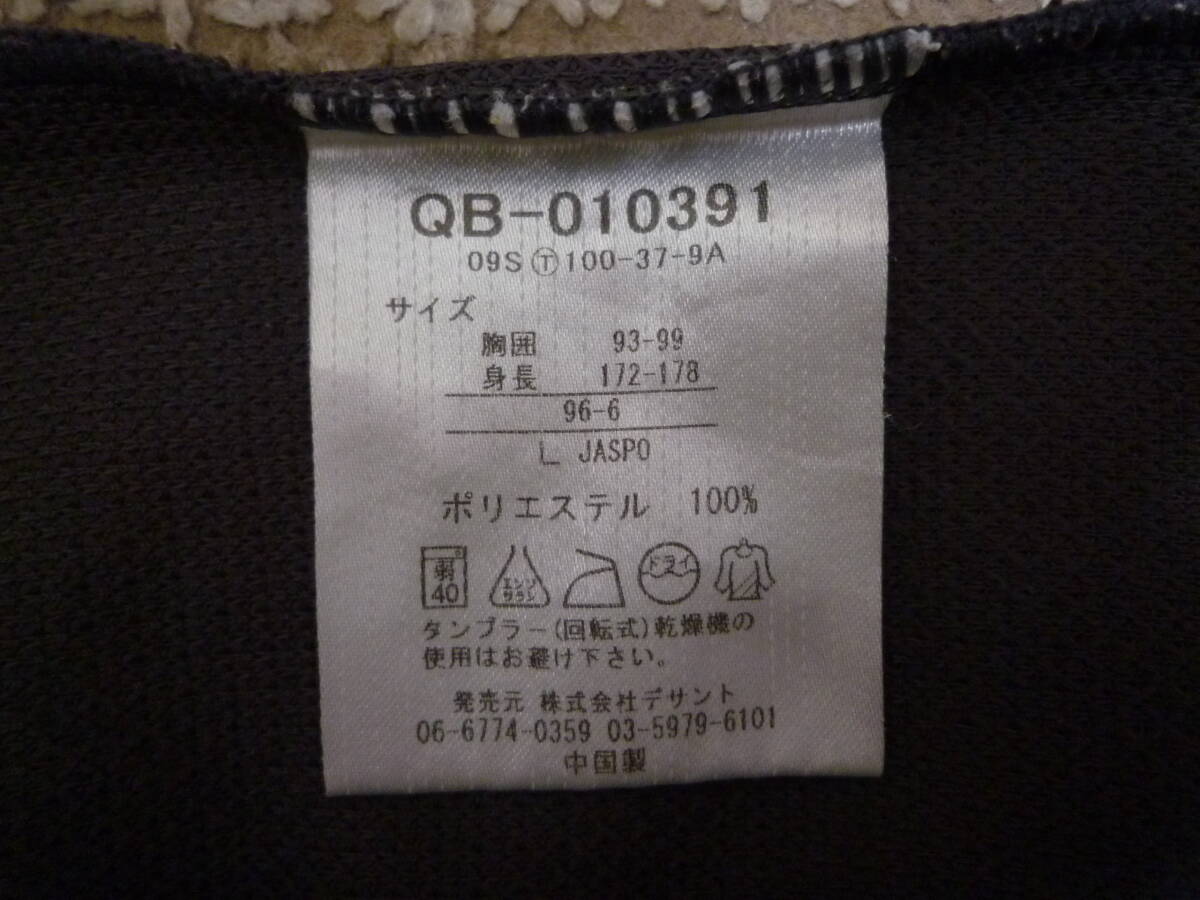 QB-010391
09SⓉ100-37-9A
サイズ
胸囲 93-99
身長 172-178
96-6
L JASPO
ポリエステル 100%
弱 40 エンソ サラシ ドライ
タンブラー(回転式)乾燥機の
使用はお避け下さい。
発売元 株式会社デサント
06-6774-0359 03-5979-6101
中国製